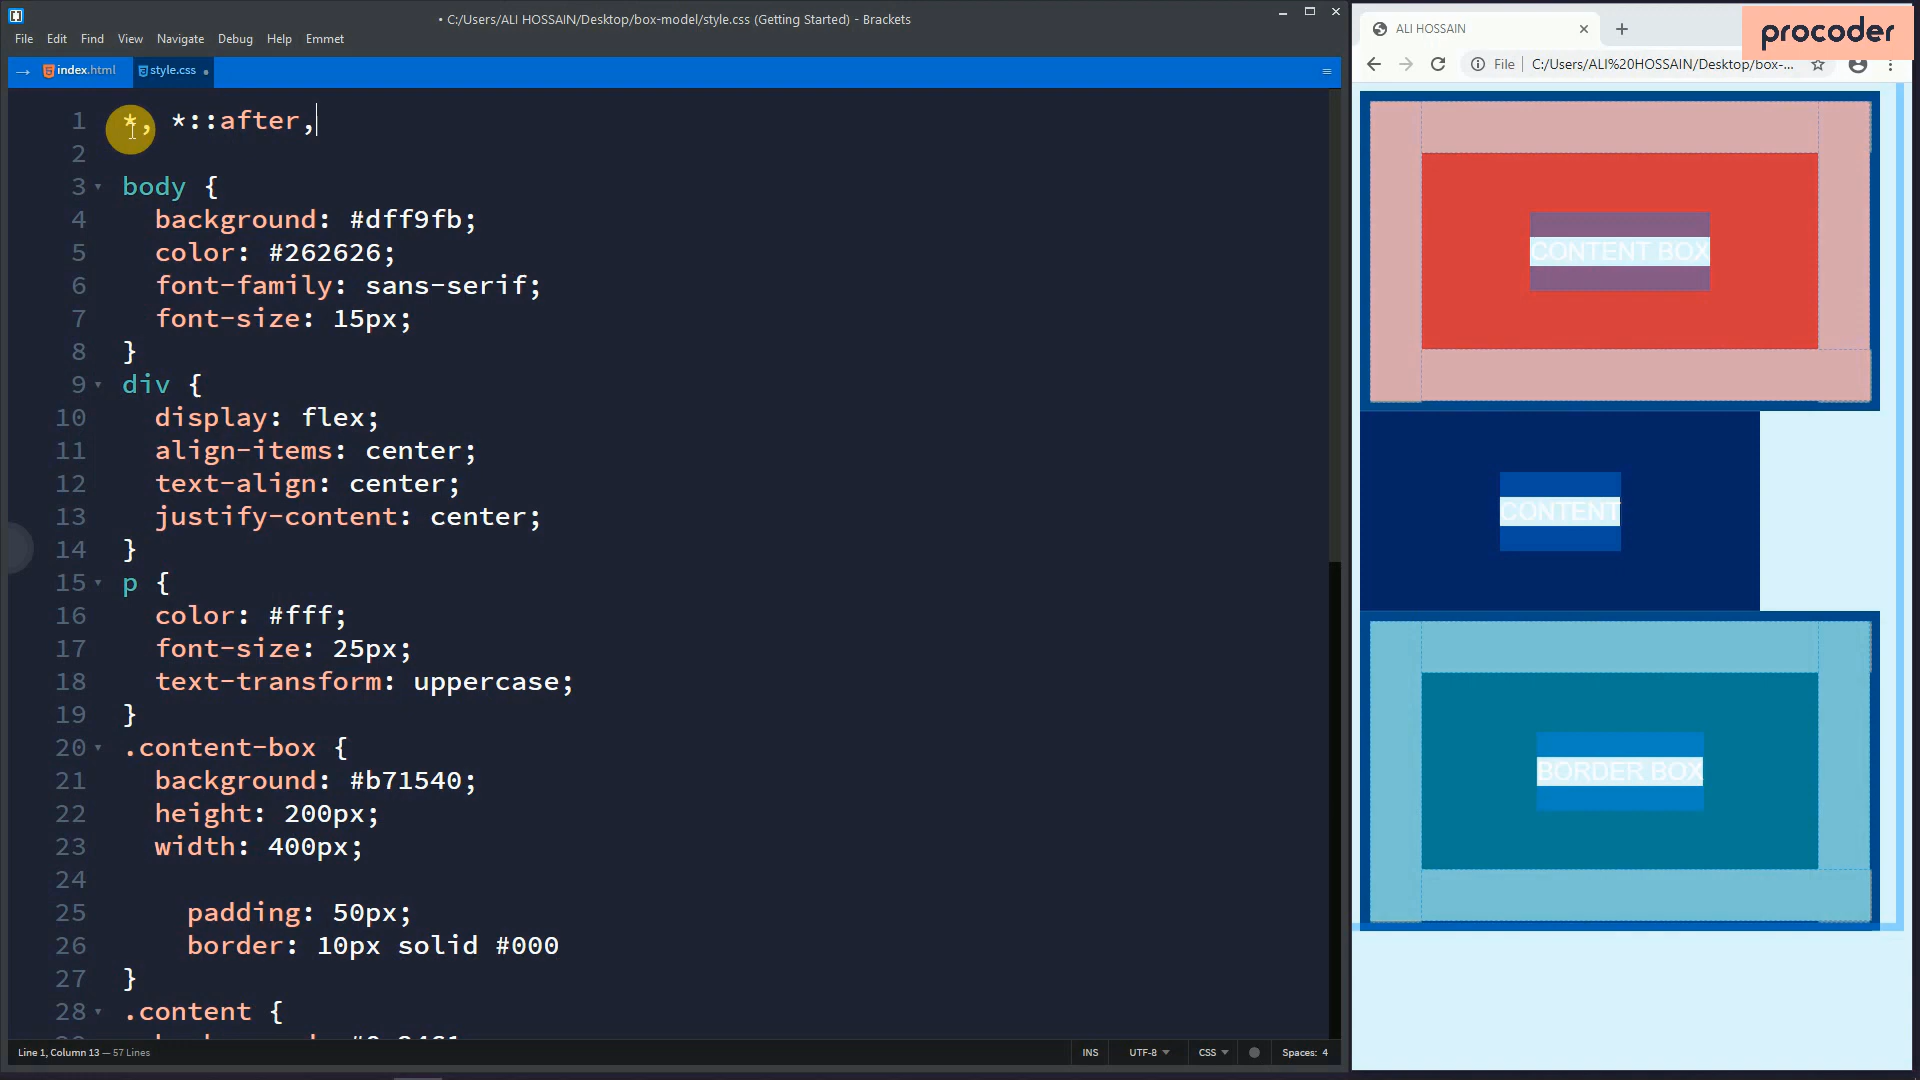 • C:/Users/ALI HOSSAIN/Desktop/box-model/style.css (Getting Started) - Brackets
File Edit Find View Navigate Debug Help Emmet
index.html style.css
1 *, *::after,
2
3 body {
4 background: #dff9fb;
5 color: #262626;
6 font-family: sans-serif;
7 font-size: 15px;
8 }
9 div {
10 display: flex;
11 align-items: center;
12 text-align: center;
13 justify-content: center;
14 }
15 p {
16 color: #fff;
17 font-size: 25px;
18 text-transform: uppercase;
19 }
20 .content-box {
21 background: #b71540;
22 height: 200px;
23 width: 400px;
24
25 padding: 50px;
26 border: 10px solid #000
27 }
28 .content {
Line 1, Column 13 — 57 Lines
INS UTF-8 CSS Spaces: 4
ALI HOSSAIN
procoder
File C:/Users/ALI%20HOSSAIN/Desktop/box-...
CONTENT BOX
CONTENT
BORDER BOX